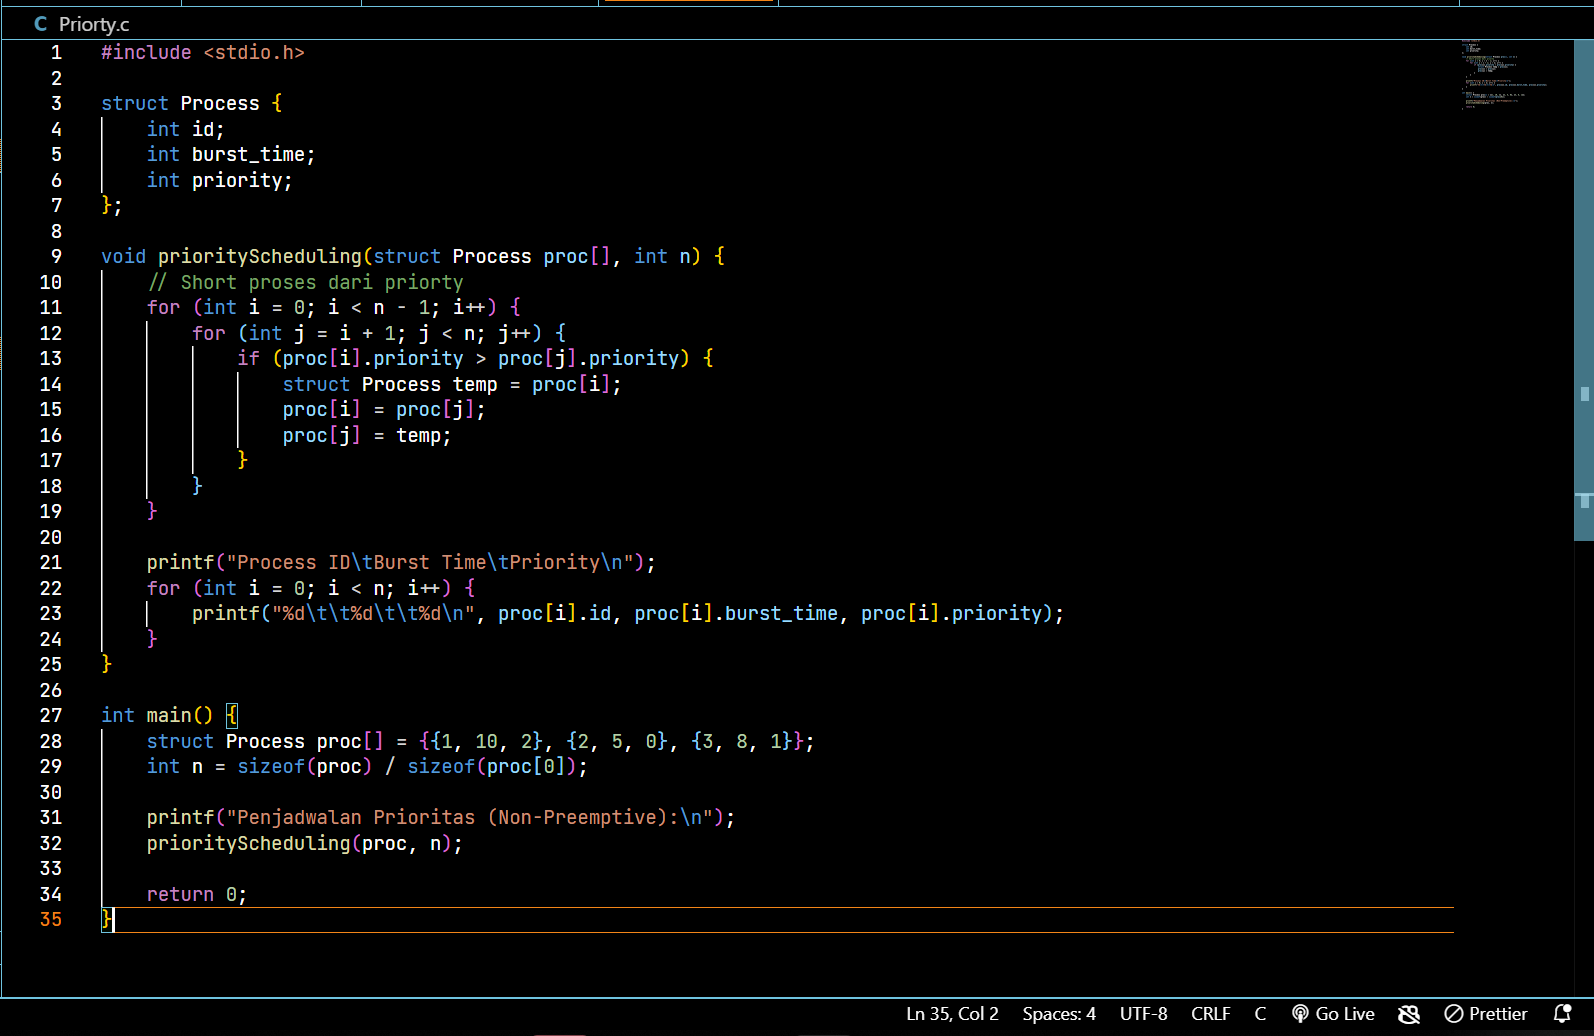 C Priorty.c
1 #include <stdio.h>
2
3 struct Process {
4     int id;
5     int burst_time;
6     int priority;
7 };
8
9 void priorityScheduling(struct Process proc[], int n) {
10     // Short proses dari priorty
11     for (int i = 0; i < n - 1; i++) {
12         for (int j = i + 1; j < n; j++) {
13             if (proc[i].priority > proc[j].priority) {
14                 struct Process temp = proc[i];
15                 proc[i] = proc[j];
16                 proc[j] = temp;
17             }
18         }
19     }
20
21     printf("Process ID\tBurst Time\tPriority\n");
22     for (int i = 0; i < n; i++) {
23         printf("%d\t\t%d\t\t%d\n", proc[i].id, proc[i].burst_time, proc[i].priority);
24     }
25 }
26
27 int main() {
28     struct Process proc[] = {{1, 10, 2}, {2, 5, 0}, {3, 8, 1}};
29     int n = sizeof(proc) / sizeof(proc[0]);
30
31     printf("Penjadwalan Prioritas (Non-Preemptive):\n");
32     priorityScheduling(proc, n);
33
34     return 0;
35 }
Ln 35, Col 2 Spaces: 4 UTF-8 CRLF C Go Live Prettier